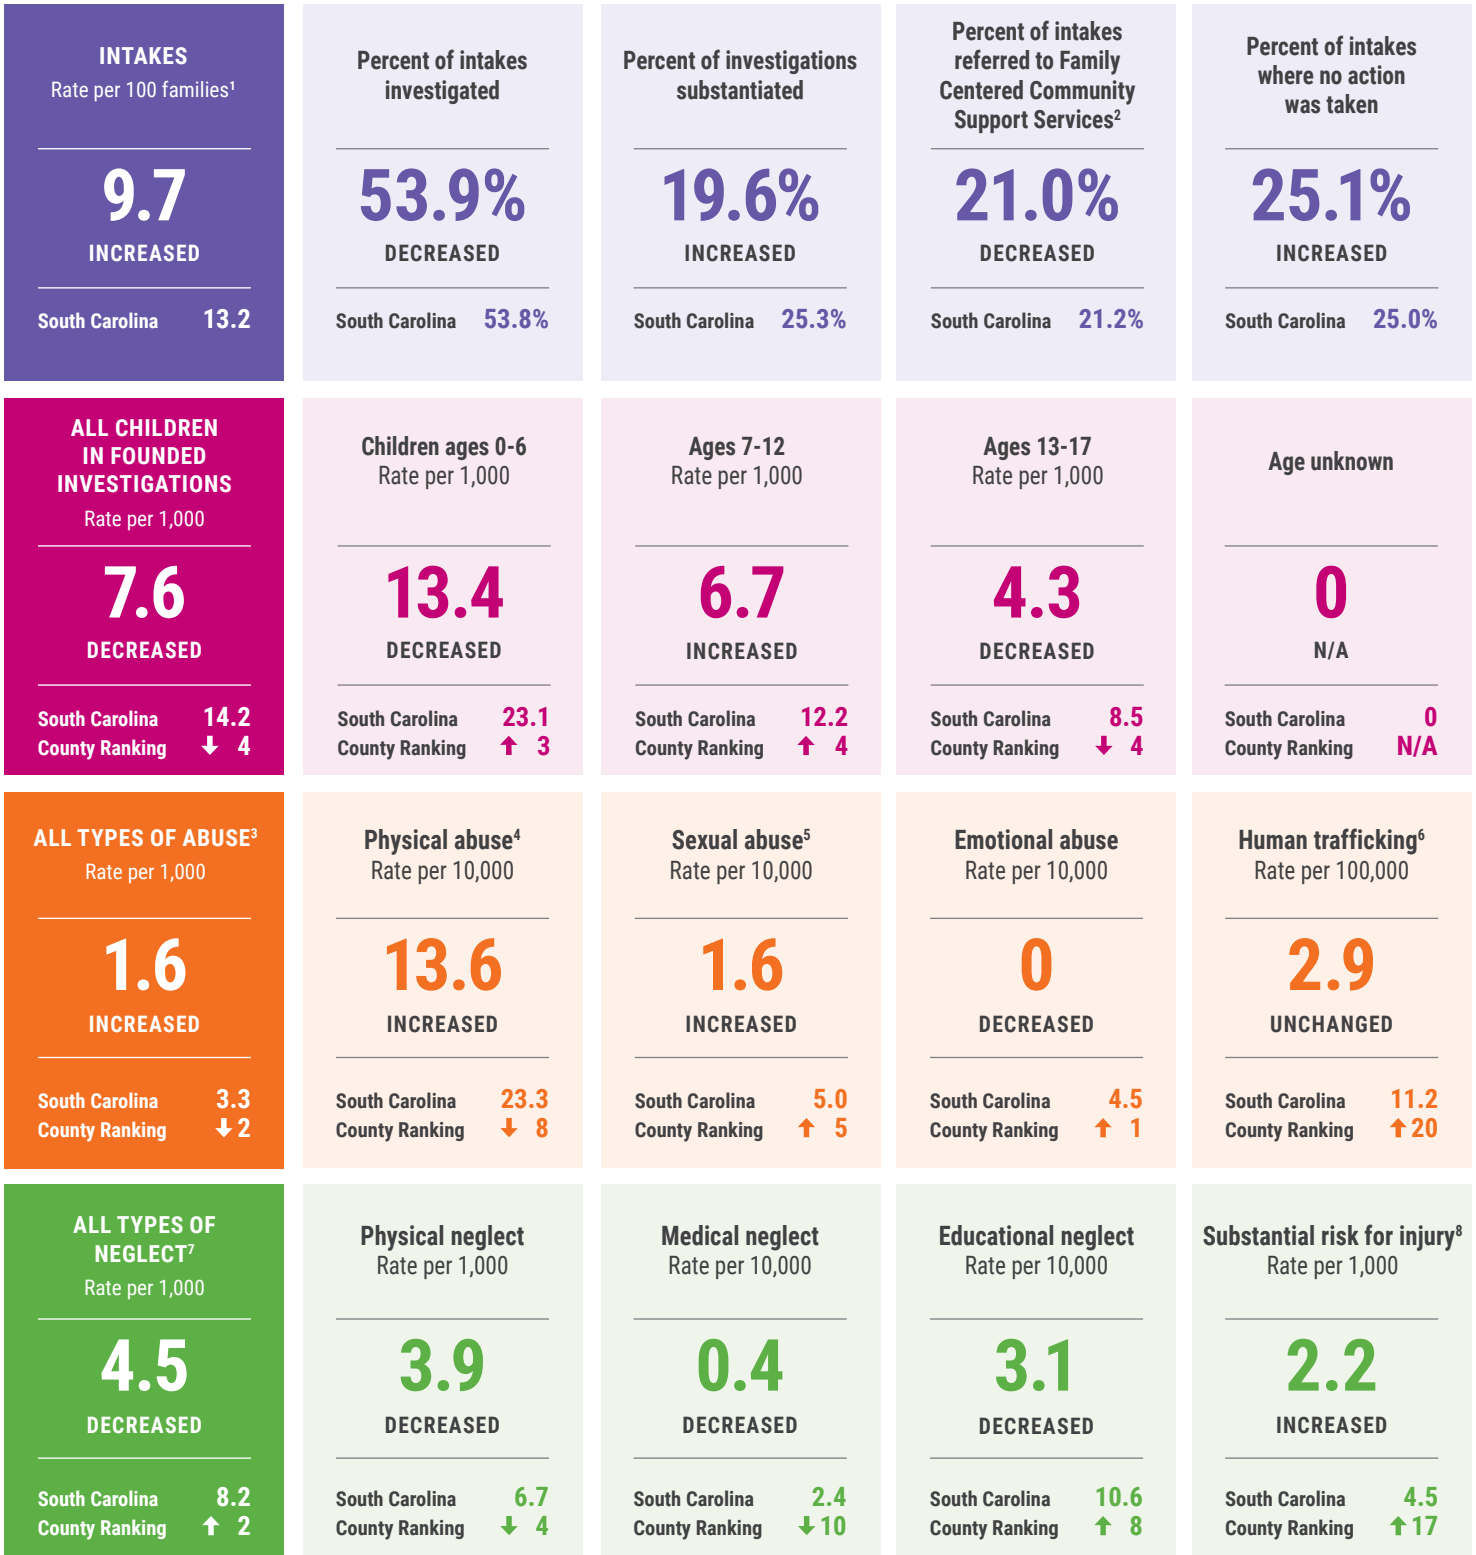 INTAKES
Rate per 100 families¹
9.7
INCREASED
South Carolina 13.2
Percent of intakes
investigated
53.9%
DECREASED
South Carolina 53.8%
Percent of investigations
substantiated
19.6%
INCREASED
South Carolina 25.3%
Percent of intakes
referred to Family
Centered Community
Support Services²
21.0%
DECREASED
South Carolina 21.2%
Percent of intakes
where no action
was taken
25.1%
INCREASED
South Carolina 25.0%
ALL CHILDREN
IN FOUNDED
INVESTIGATIONS
Rate per 1,000
7.6
DECREASED
South Carolina 14.2
County Ranking ↓ 4
Children ages 0-6
Rate per 1,000
13.4
DECREASED
South Carolina 23.1
County Ranking ↑ 3
Ages 7-12
Rate per 1,000
6.7
INCREASED
South Carolina 12.2
County Ranking ↑ 4
Ages 13-17
Rate per 1,000
4.3
DECREASED
South Carolina 8.5
County Ranking ↓ 4
Age unknown
0
N/A
South Carolina 0
County Ranking N/A
ALL TYPES OF ABUSE³
Rate per 1,000
1.6
INCREASED
South Carolina 3.3
County Ranking ↓ 2
Physical abuse⁴
Rate per 10,000
13.6
INCREASED
South Carolina 23.3
County Ranking ↓ 8
Sexual abuse⁵
Rate per 10,000
1.6
INCREASED
South Carolina 5.0
County Ranking ↑ 5
Emotional abuse
Rate per 10,000
0
DECREASED
South Carolina 4.5
County Ranking ↑ 1
Human trafficking⁶
Rate per 100,000
2.9
UNCHANGED
South Carolina 11.2
County Ranking ↑ 20
ALL TYPES OF
NEGLECT⁷
Rate per 1,000
4.5
DECREASED
South Carolina 8.2
County Ranking ↑ 2
Physical neglect
Rate per 1,000
3.9
DECREASED
South Carolina 6.7
County Ranking ↓ 4
Medical neglect
Rate per 10,000
0.4
DECREASED
South Carolina 2.4
County Ranking ↓ 10
Educational neglect
Rate per 10,000
3.1
DECREASED
South Carolina 10.6
County Ranking ↑ 8
Substantial risk for injury⁸
Rate per 1,000
2.2
INCREASED
South Carolina 4.5
County Ranking ↑ 17